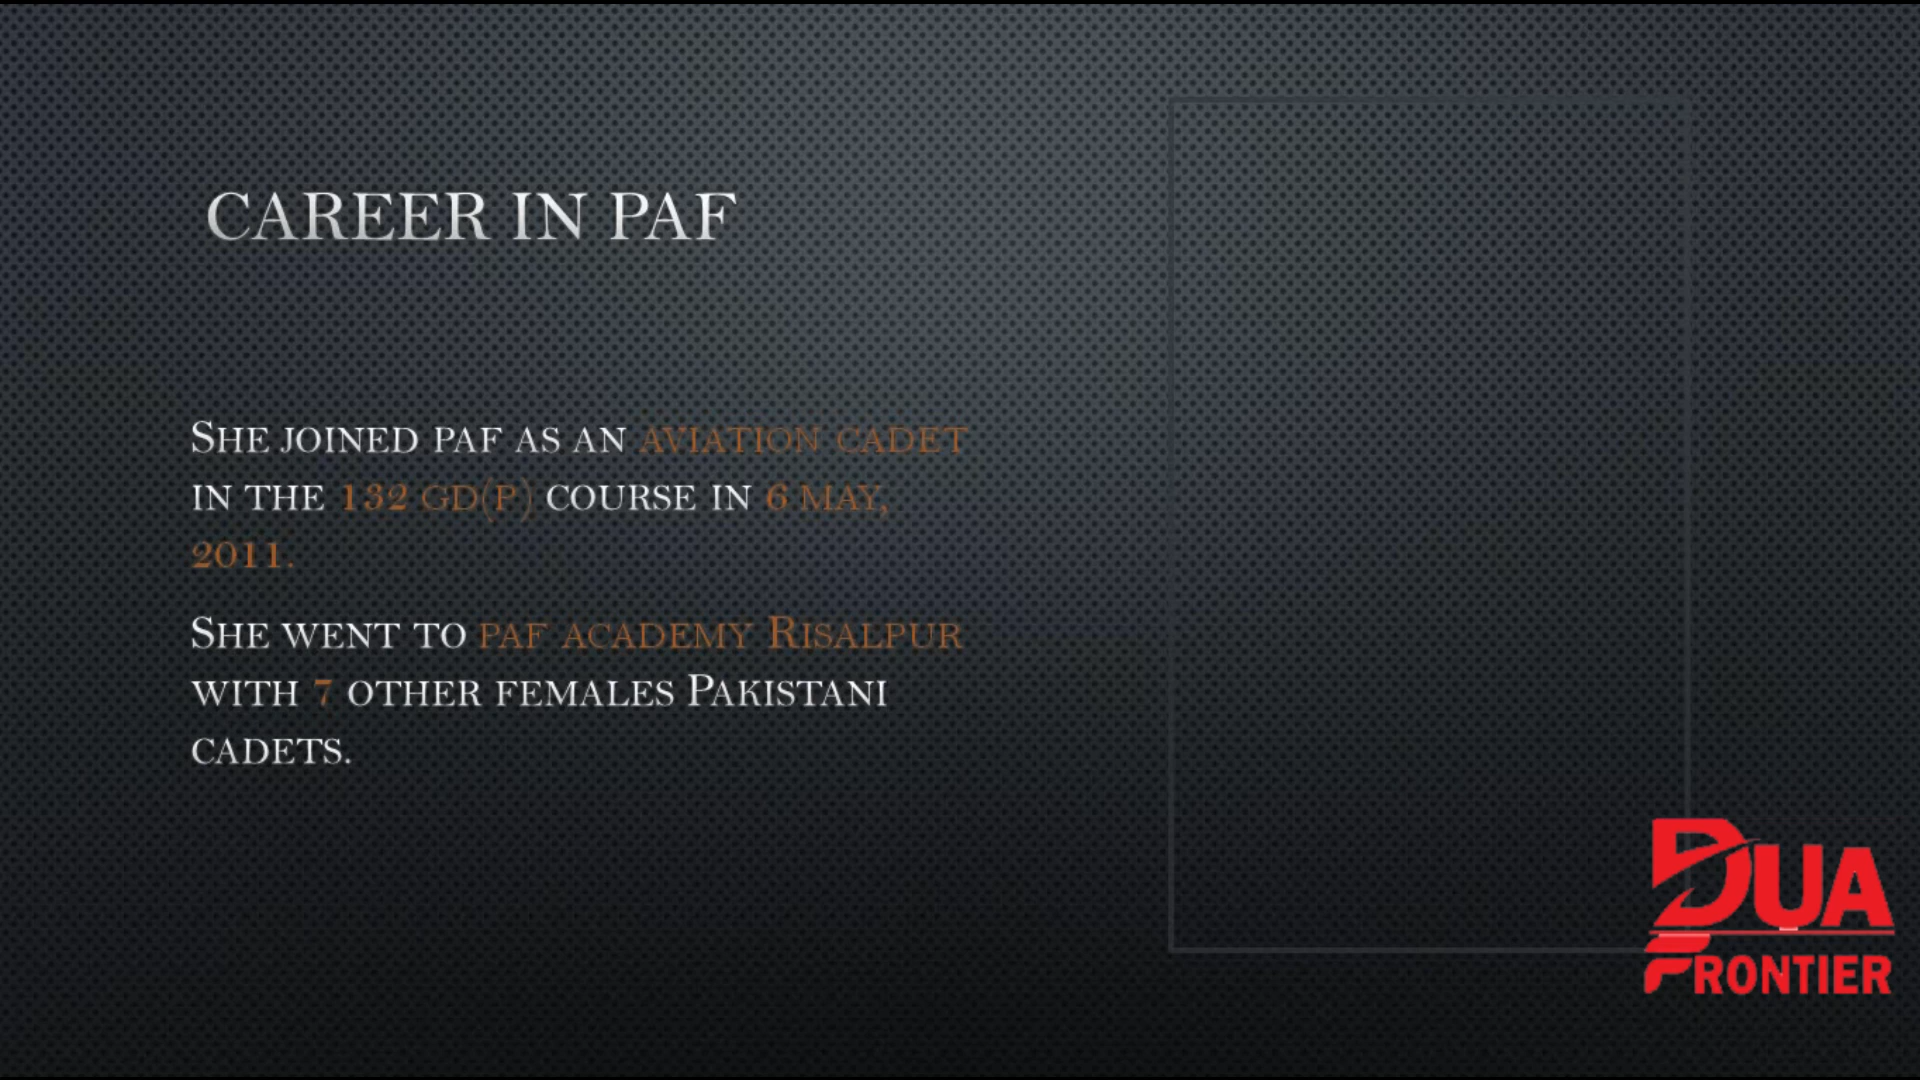 CAREER IN PAF
SHE JOINED PAF AS AN AVIATION CADET
IN THE 132 GD(P) COURSE IN 6 MAY,
2011.
SHE WENT TO PAF ACADEMY RISALPUR
WITH 7 OTHER FEMALES PAKISTANI
CADETS.
DUA
FRONTIER